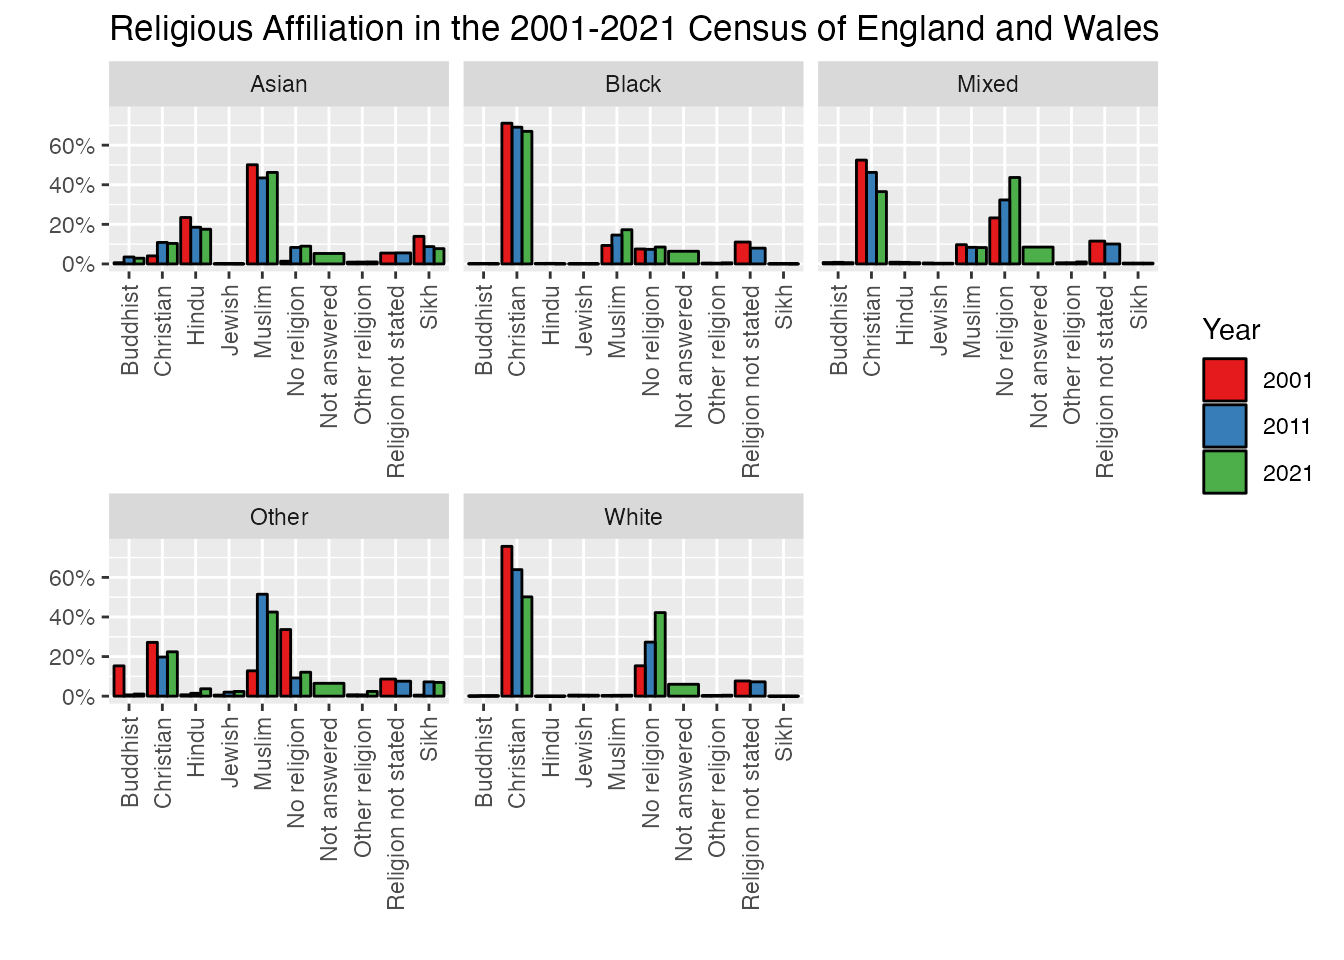 Religious Affiliation in the 2001-2021 Census of England and Wales
Asian
Black
Mixed
60%
40%
20%
0%
Buddhist
Christian
Hindu
Jewish
Muslim
No religion
Not answered
Other religion
Religion not stated
Sikh
Buddhist
Christian
Hindu
Jewish
Muslim
No religion
Not answered
Other religion
Religion not stated
Sikh
Buddhist
Christian
Hindu
Jewish
Muslim
No religion
Not answered
Other religion
Religion not stated
Sikh
Other
White
60%
40%
20%
0%
Buddhist
Christian
Hindu
Jewish
Muslim
No religion
Not answered
Other religion
Religion not stated
Sikh
Buddhist
Christian
Hindu
Jewish
Muslim
No religion
Not answered
Other religion
Religion not stated
Sikh
Year
2001
2011
2021